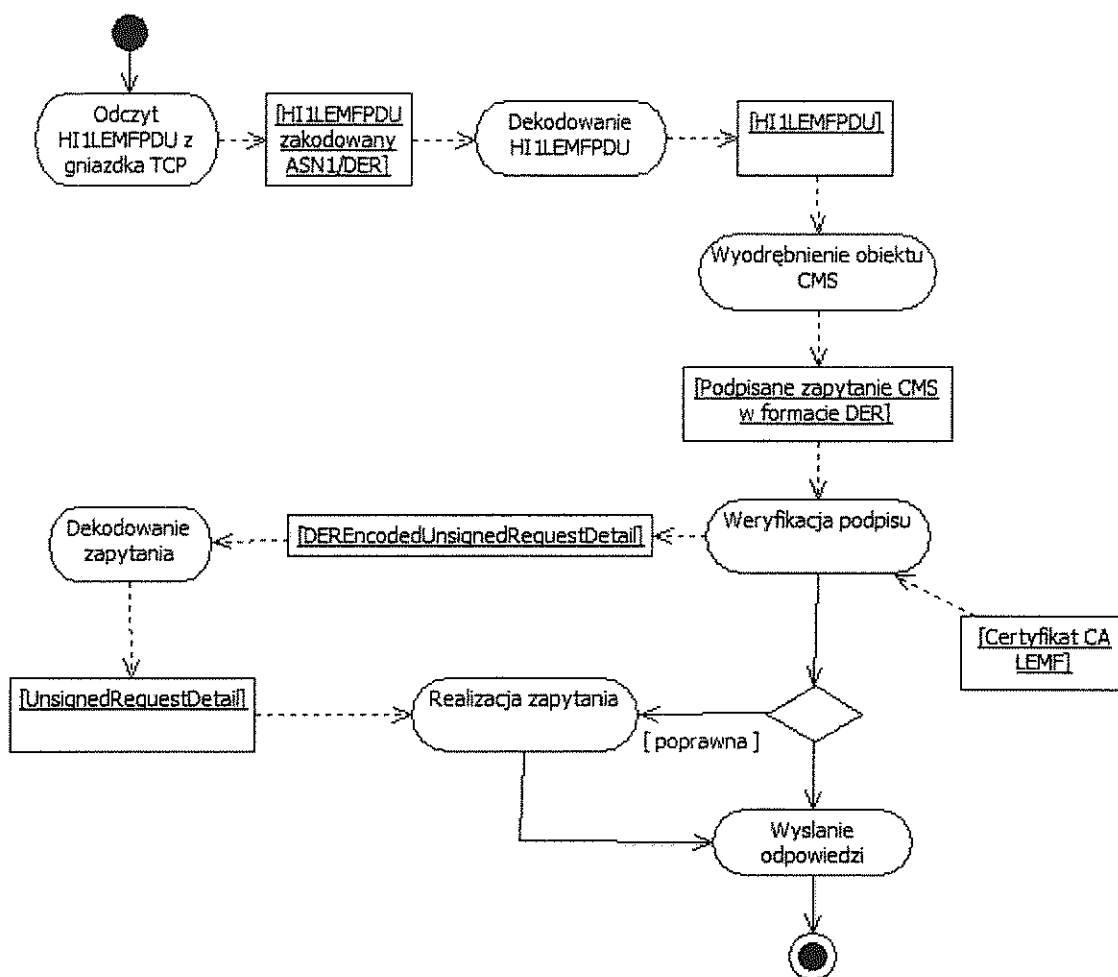 Odczyt
HI1LEMFPDU z
gniazdka TCP
[HI1LEMFPDU
zakodowany
ASN1/DER]
Dekodowanie
HI1LEMFPDU
[HI1LEMFPDU]
Wyodrębnienie obiektu
CMS
[Podpisane zapytanie CMS
w formacie DER]
Weryfikacja podpisu
[DEREncodedUnsignedRequestDetail]
Dekodowanie
zapytania
[Certyfikat CA
LEMF]
[UnsignedRequestDetail]
Realizacja zapytania
[ poprawna ]
Wyslanie
odpowiedzi